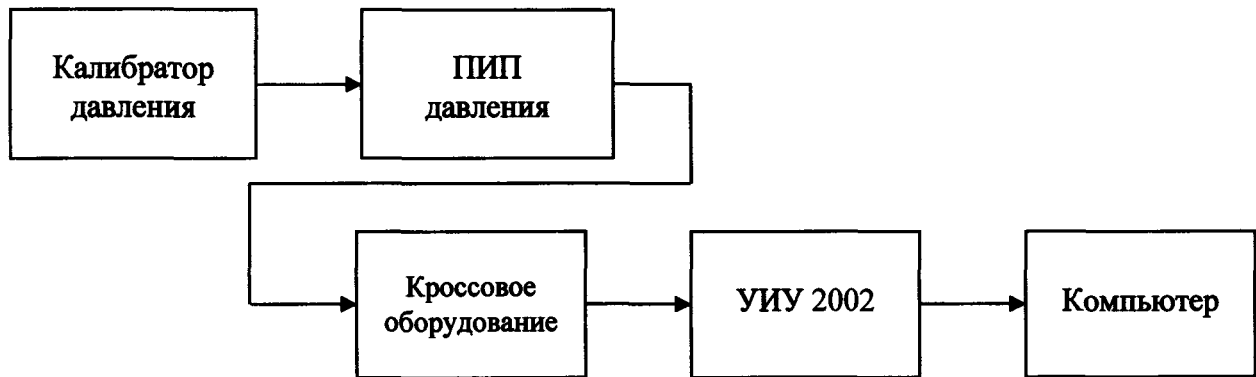 Калибратор
давления
ПИП
давления
Кроссовое
оборудование
УИУ 2002
Компьютер